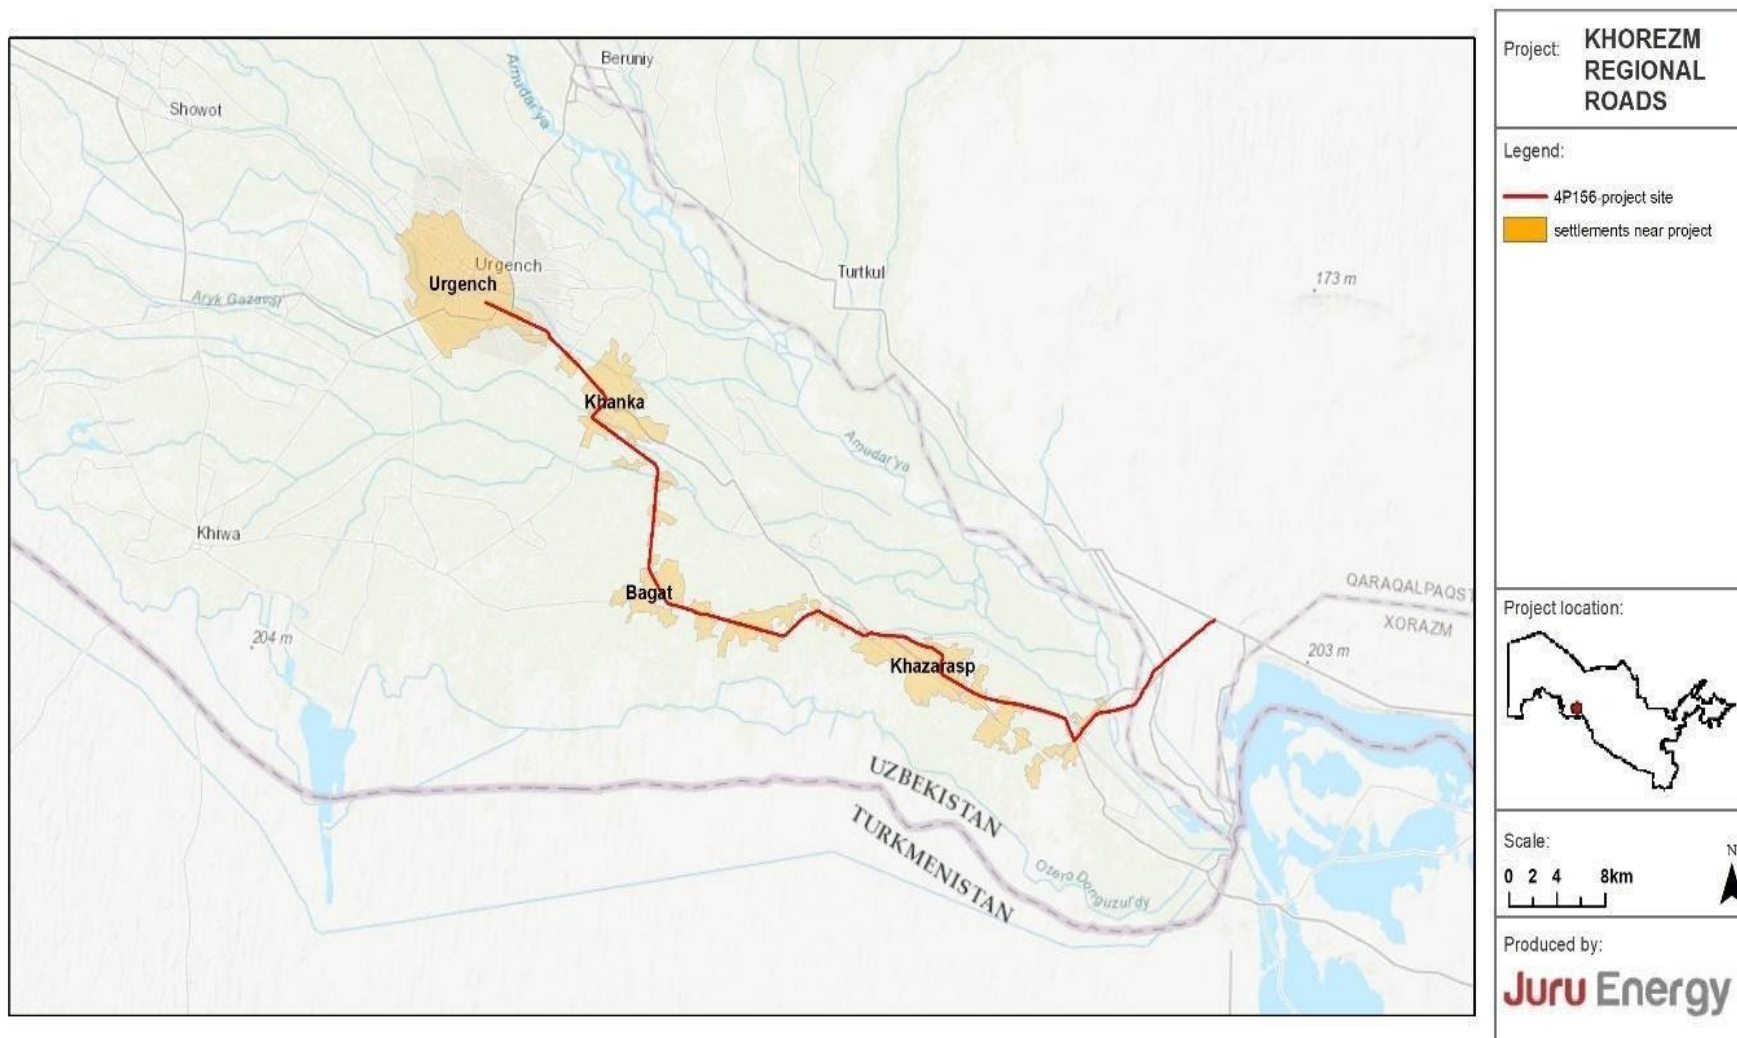 Beruniy
Amudar'ya
Showot
Urgench
Urgench
Turtkul
173 m
Aryk Gazavat
Khanka
Amudar'ya
Khiwa
Bagat
QARAQALPAQST
XORAZM
204 m
203 m
Khazarasp
UZBEKISTAN
TURKMENISTAN
Ozero Donguzul'dy
Project: KHOREZM
REGIONAL
ROADS
Legend:
4P156-project site
settlements near project
Project location:
Scale:
N
0 2 4 8km
Produced by:
Juru Energy